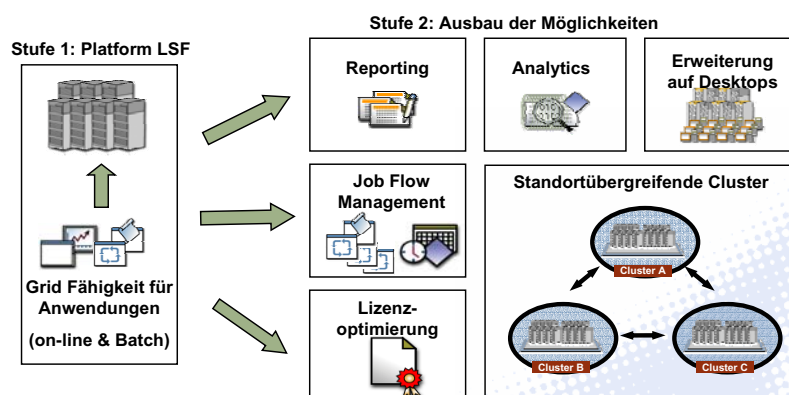 Stufe 2: Ausbau der Möglichkeiten
Stufe 1: Platform LSF
Grid Fähigkeit für
Anwendungen
(on-line & Batch)
Reporting
Analytics
Erweiterung
auf Desktops
Job Flow
Management
Standortübergreifende Cluster
Cluster A
Cluster B
Cluster C
Lizenz-
optimierung